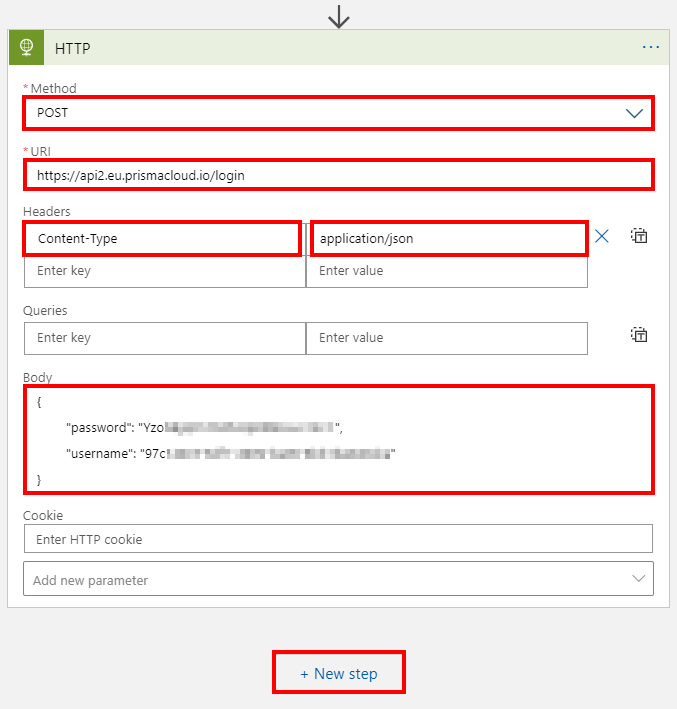 HTTP
* Method
POST
* URI
https://api2.eu.prismacloud.io/login
Headers
Content-Type application/json
Enter key Enter value
Queries
Enter key Enter value
Body
{
"password": "Yzo
"username": "97c
}
Cookie
Enter HTTP cookie
Add new parameter
+ New step